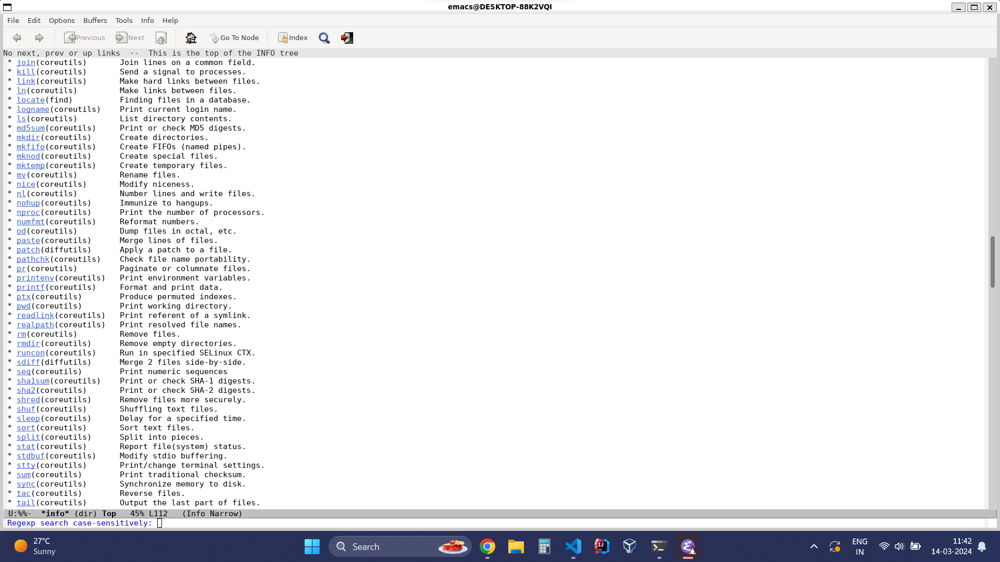 emacs@DESKTOP-88K2VQI
File Edit Options Buffers Tools Info Help
Previous Next Go To Node Index
No next, prev or up links  --  This is the top of the INFO tree
* join(coreutils)       Join lines on a common field.
* kill(coreutils)       Send a signal to processes.
* link(coreutils)       Make hard links between files.
* ln(coreutils)         Make links between files.
* locate(find)          Finding files in a database.
* logname(coreutils)    Print current login name.
* ls(coreutils)         List directory contents.
* md5sum(coreutils)     Print or check MD5 digests.
* mkdir(coreutils)      Create directories.
* mkfifo(coreutils)     Create FIFOs (named pipes).
* mknod(coreutils)      Create special files.
* mktemp(coreutils)     Create temporary files.
* mv(coreutils)         Rename files.
* nice(coreutils)       Modify niceness.
* nl(coreutils)         Number lines and write files.
* nohup(coreutils)      Immunize to hangups.
* nproc(coreutils)      Print the number of processors.
* numfmt(coreutils)     Reformat numbers.
* od(coreutils)         Dump files in octal, etc.
* paste(coreutils)      Merge lines of files.
* patch(diffutils)      Apply a patch to a file.
* pathchk(coreutils)    Check file name portability.
* pr(coreutils)         Paginate or columnate files.
* printenv(coreutils)   Print environment variables.
* printf(coreutils)     Format and print data.
* ptx(coreutils)        Produce permuted indexes.
* pwd(coreutils)        Print working directory.
* readlink(coreutils)   Print referent of a symlink.
* realpath(coreutils)   Print resolved file names.
* rm(coreutils)         Remove files.
* rmdir(coreutils)      Remove empty directories.
* runcon(coreutils)     Run in specified SELinux CTX.
* sdiff(diffutils)      Merge 2 files side-by-side.
* seq(coreutils)        Print numeric sequences
* sha1sum(coreutils)    Print or check SHA-1 digests.
* sha2(coreutils)       Print or check SHA-2 digests.
* shred(coreutils)      Remove files more securely.
* shuf(coreutils)       Shuffling text files.
* sleep(coreutils)      Delay for a specified time.
* sort(coreutils)       Sort text files.
* split(coreutils)      Split into pieces.
* stat(coreutils)       Report file(system) status.
* stdbuf(coreutils)     Modify stdio buffering.
* stty(coreutils)       Print/change terminal settings.
* sum(coreutils)        Print traditional checksum.
* sync(coreutils)       Synchronize memory to disk.
* tac(coreutils)        Reverse files.
* tail(coreutils)       Output the last part of files.
U:%%-  *info* (dir) Top   45% L112   (Info Narrow)
Regexp search case-sensitively:
27°C
Sunny
Search
IJ
ENG
IN
11:42
14-03-2024